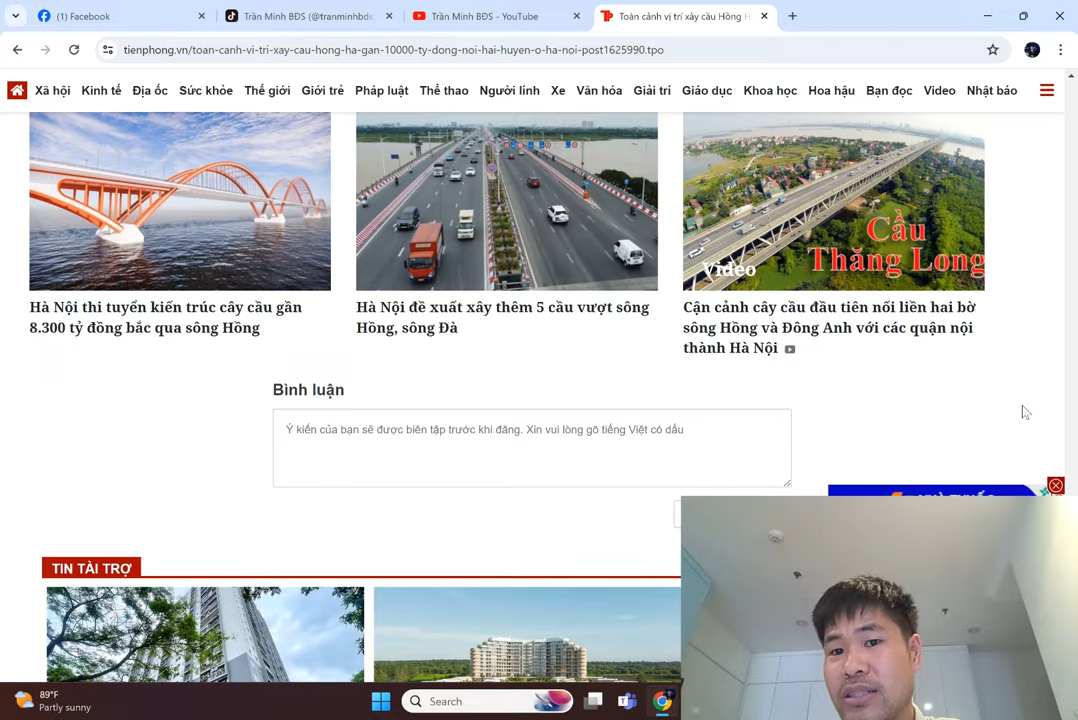 Facebook
Trần Minh BĐS (@tranminhbds
Trần Minh BĐS - YouTube
Toàn cảnh vị trí xây cầu Hồng H
tienphong.vn/toan-canh-vi-tri-xay-cau-hong-ha-gan-10000-ty-dong-noi-hai-huyen-o-ha-noi-post1625990.tpo
Xã hội Kinh tế Địa ốc Sức khỏe Thế giới Giới trẻ Pháp luật Thể thao Người lính Xe Văn hóa Giải trí Giáo dục Khoa học Hoa hậu Bạn đọc Video Nhật báo
Cầu
Thăng Long
Video
Hà Nội thi tuyển kiến trúc cây cầu gần
8.300 tỷ đồng bắc qua sông Hồng
Hà Nội đề xuất xây thêm 5 cầu vượt sông
Hồng, sông Đà
Cận cảnh cây cầu đầu tiên nối liền hai bờ
sông Hồng và Đông Anh với các quận nội
thành Hà Nội
Bình luận
Ý kiến của bạn sẽ được biên tập trước khi đăng. Xin vui lòng gõ tiếng Việt có dấu
TIN TÀI TRỢ
89°F
Partly sunny
Search